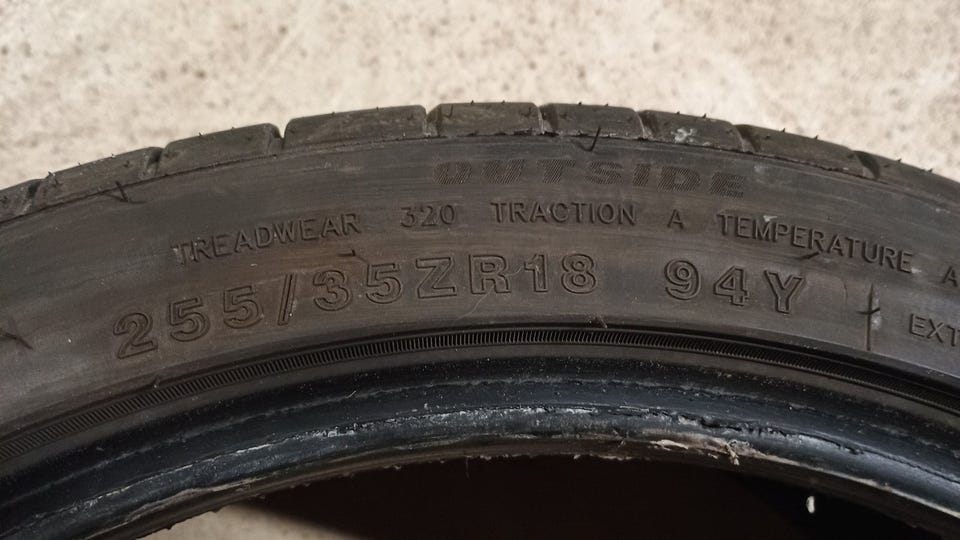 OUTSIDE
TREADWEAR 320 TRACTION A TEMPERATURE A
255/35ZR18 94Y